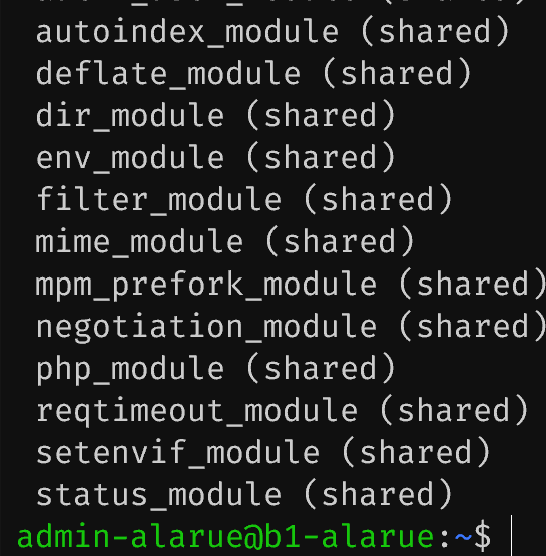 autoindex_module (shared)
deflate_module (shared)
dir_module (shared)
env_module (shared)
filter_module (shared)
mime_module (shared)
mpm_prefork_module (shared)
negotiation_module (shared)
php_module (shared)
reqtimeout_module (shared)
setenvif_module (shared)
status_module (shared)
admin-alarue@b1-alarue:~$